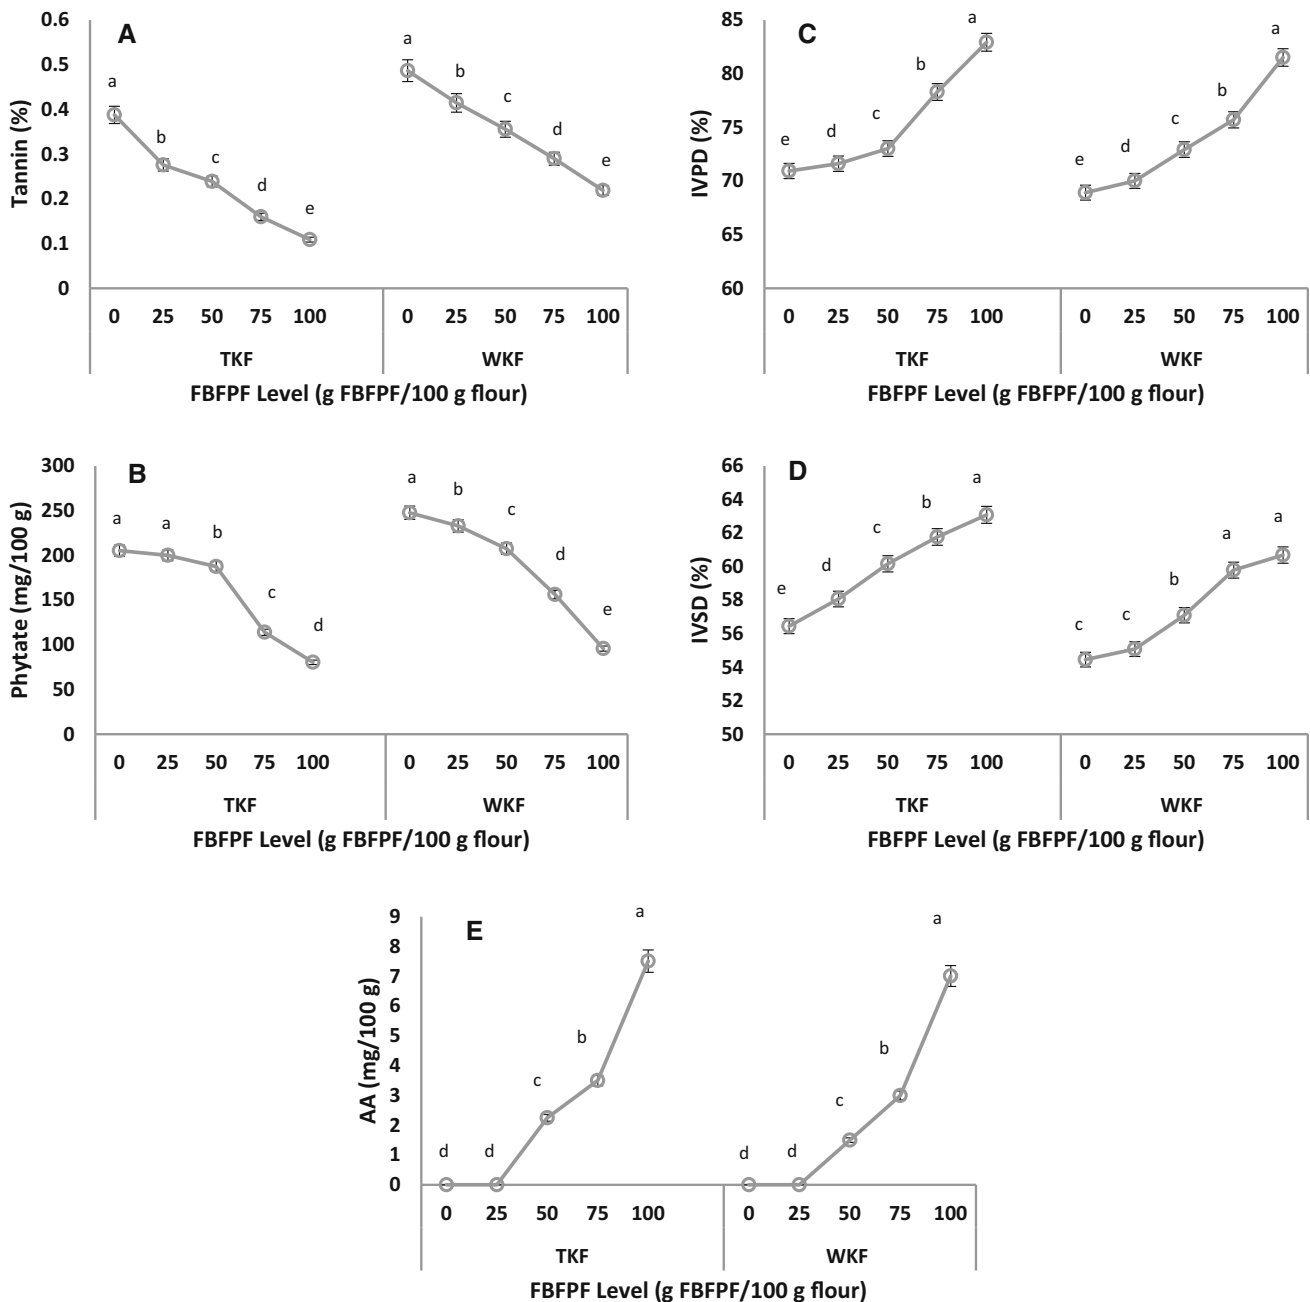 A
Tannin (%)
0.6
0.5
0.4
0.3
0.2
0.1
0
a b c d e
a b c d e
0 25 50 75 100 0 25 50 75 100
TKF WKF
FBFPF Level (g FBFPF/100 g flour)
C
IVPD (%)
85
80
75
70
65
60
e d c b a
e d c b a
0 25 50 75 100 0 25 50 75 100
TKF WKF
FBFPF Level (g FBFPF/100 g flour)
B
Phytate (mg/100 g)
300
250
200
150
100
50
0
a a b c d
a b c d e
0 25 50 75 100 0 25 50 75 100
TKF WKF
FBFPF Level (g FBFPF/100 g flour)
D
IVSD (%)
66
64
62
60
58
56
54
52
50
e d c b a
c c b a a
0 25 50 75 100 0 25 50 75 100
TKF WKF
FBFPF Level (g FBFPF/100 g flour)
E
AA (mg/100 g)
9
8
7
6
5
4
3
2
1
0
d d c b a
d d c b a
0 25 50 75 100 0 25 50 75 100
TKF WKF
FBFPF Level (g FBFPF/100 g flour)